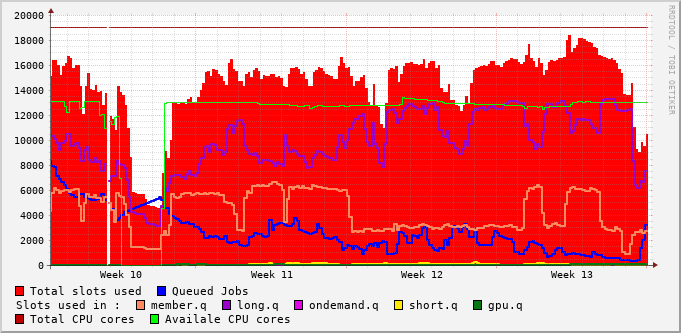 20000
18000
16000
14000
12000
10000
8000
6000
4000
2000
0
Week 10 Week 11 Week 12 Week 13
Total slots used Queued Jobs
Slots used in : member.q long.q ondemand.q short.q gpu.q
Total CPU cores Availale CPU cores
RRDTOOL / TOBI OETIKER